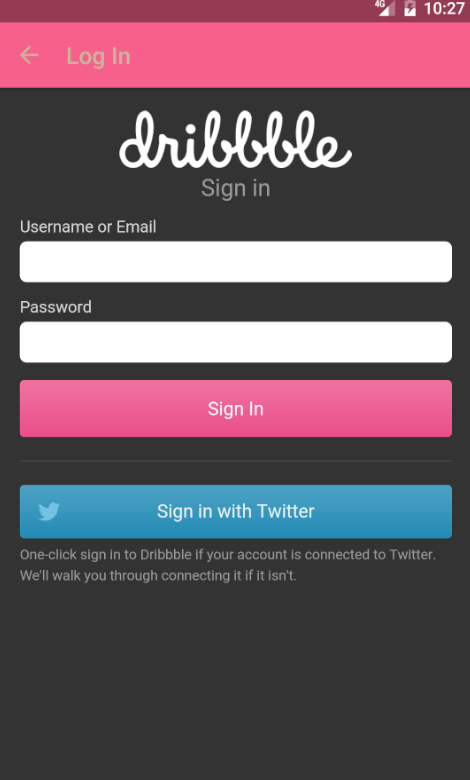 4G 10:27
Log In
dribbble
Sign in
Username or Email
Password
Sign In
Sign in with Twitter
One-click sign in to Dribbble if your account is connected to Twitter.
We'll walk you through connecting it if it isn't.